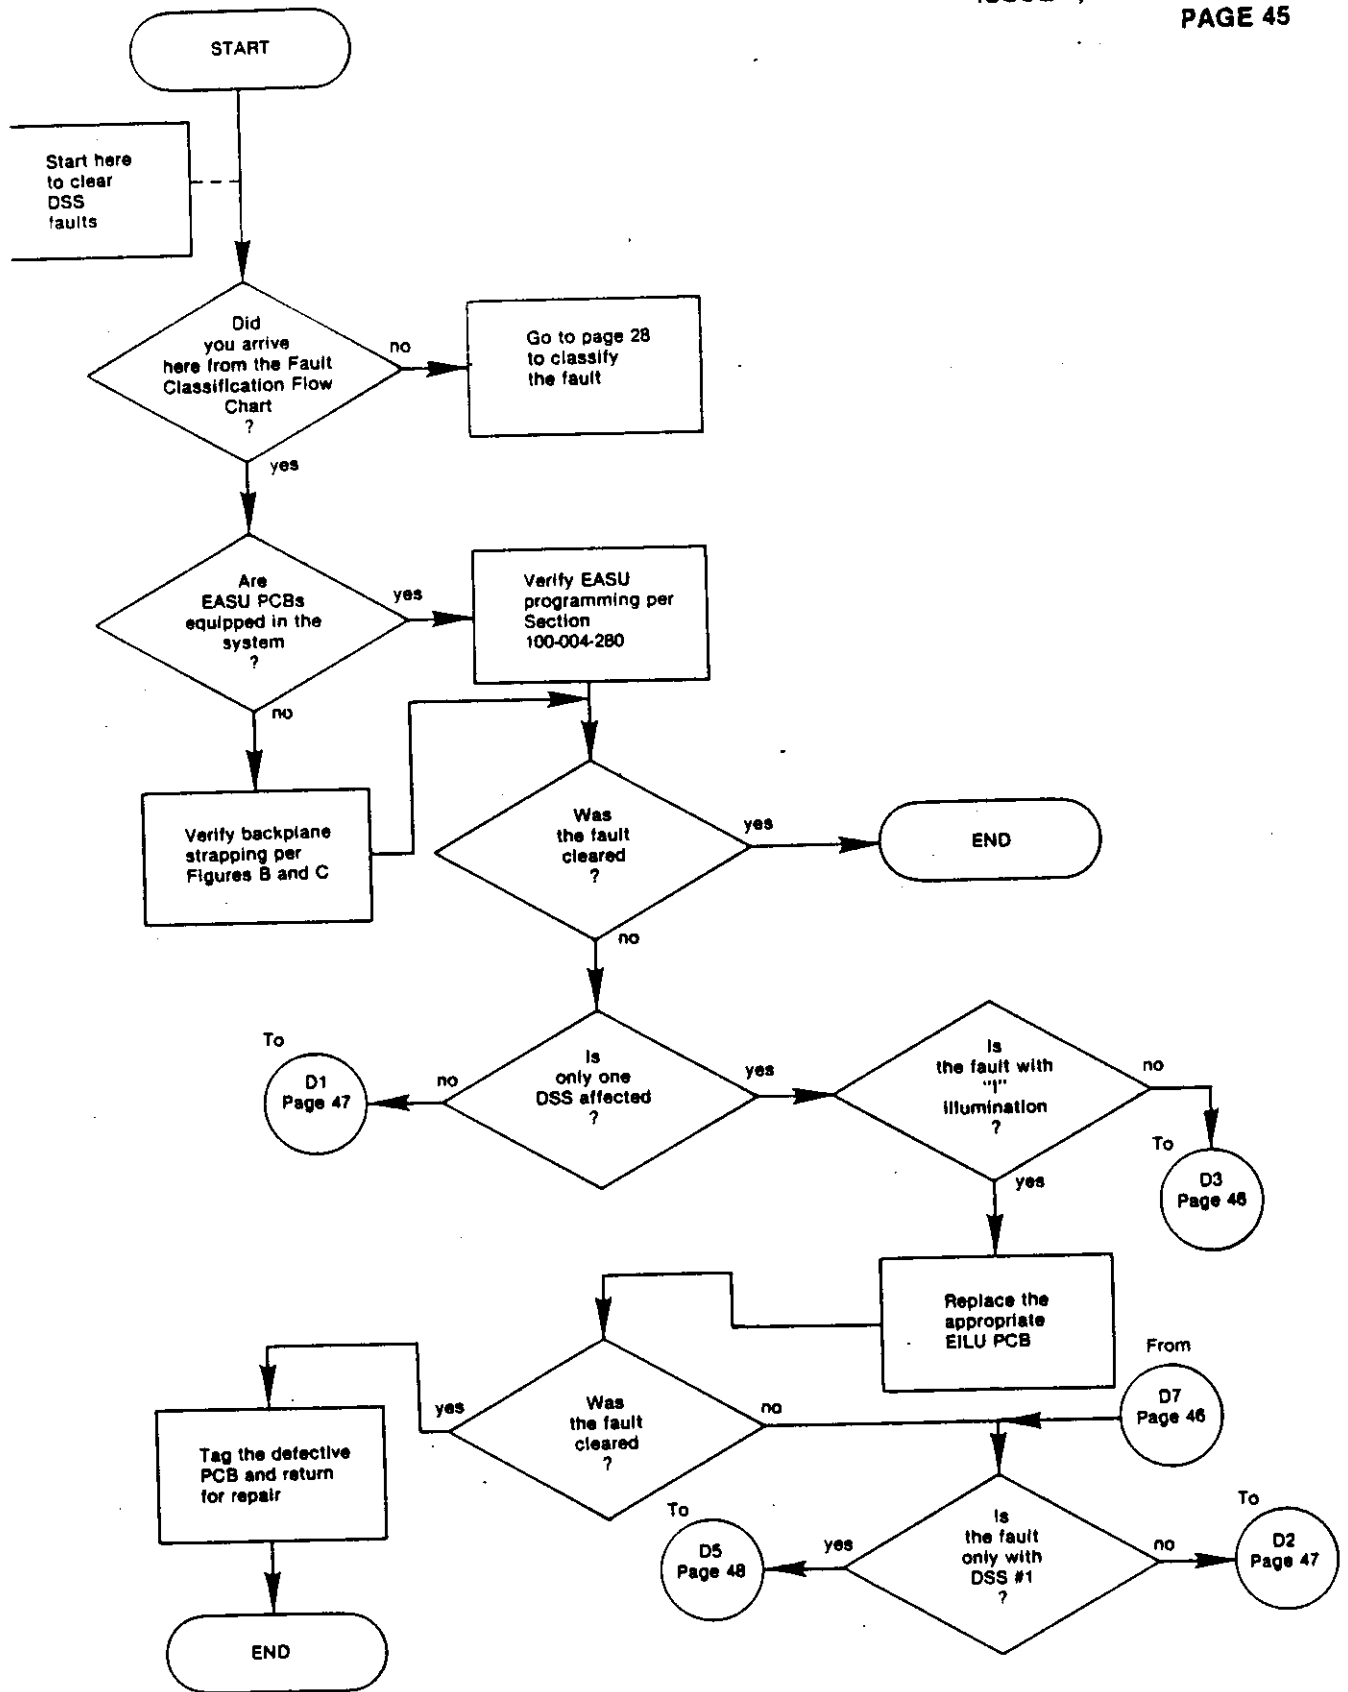 PAGE 45
START
Start here
to clear
DSS
faults
Did
you arrive
here from the Fault
Classification Flow
Chart
?
no
Go to page 28
to classify
the fault
yes
Are
EASU PCBs
equipped in the
system
?
yes
Verify EASU
programming per
Section
100-004-280
no
Verify backplane
strapping per
Figures B and C
Was
the fault
cleared
?
yes
END
no
Is
only one
DSS affected
?
no
To
D1
Page 47
yes
Is
the fault with
"I"
illumination
?
no
To
D3
Page 46
yes
Replace the
appropriate
EILU PCB
Was
the fault
cleared
?
yes
Tag the defective
PCB and return
for repair
END
no
From
D7
Page 46
Is
the fault
only with
DSS #1
?
yes
To
D5
Page 48
no
To
D2
Page 47